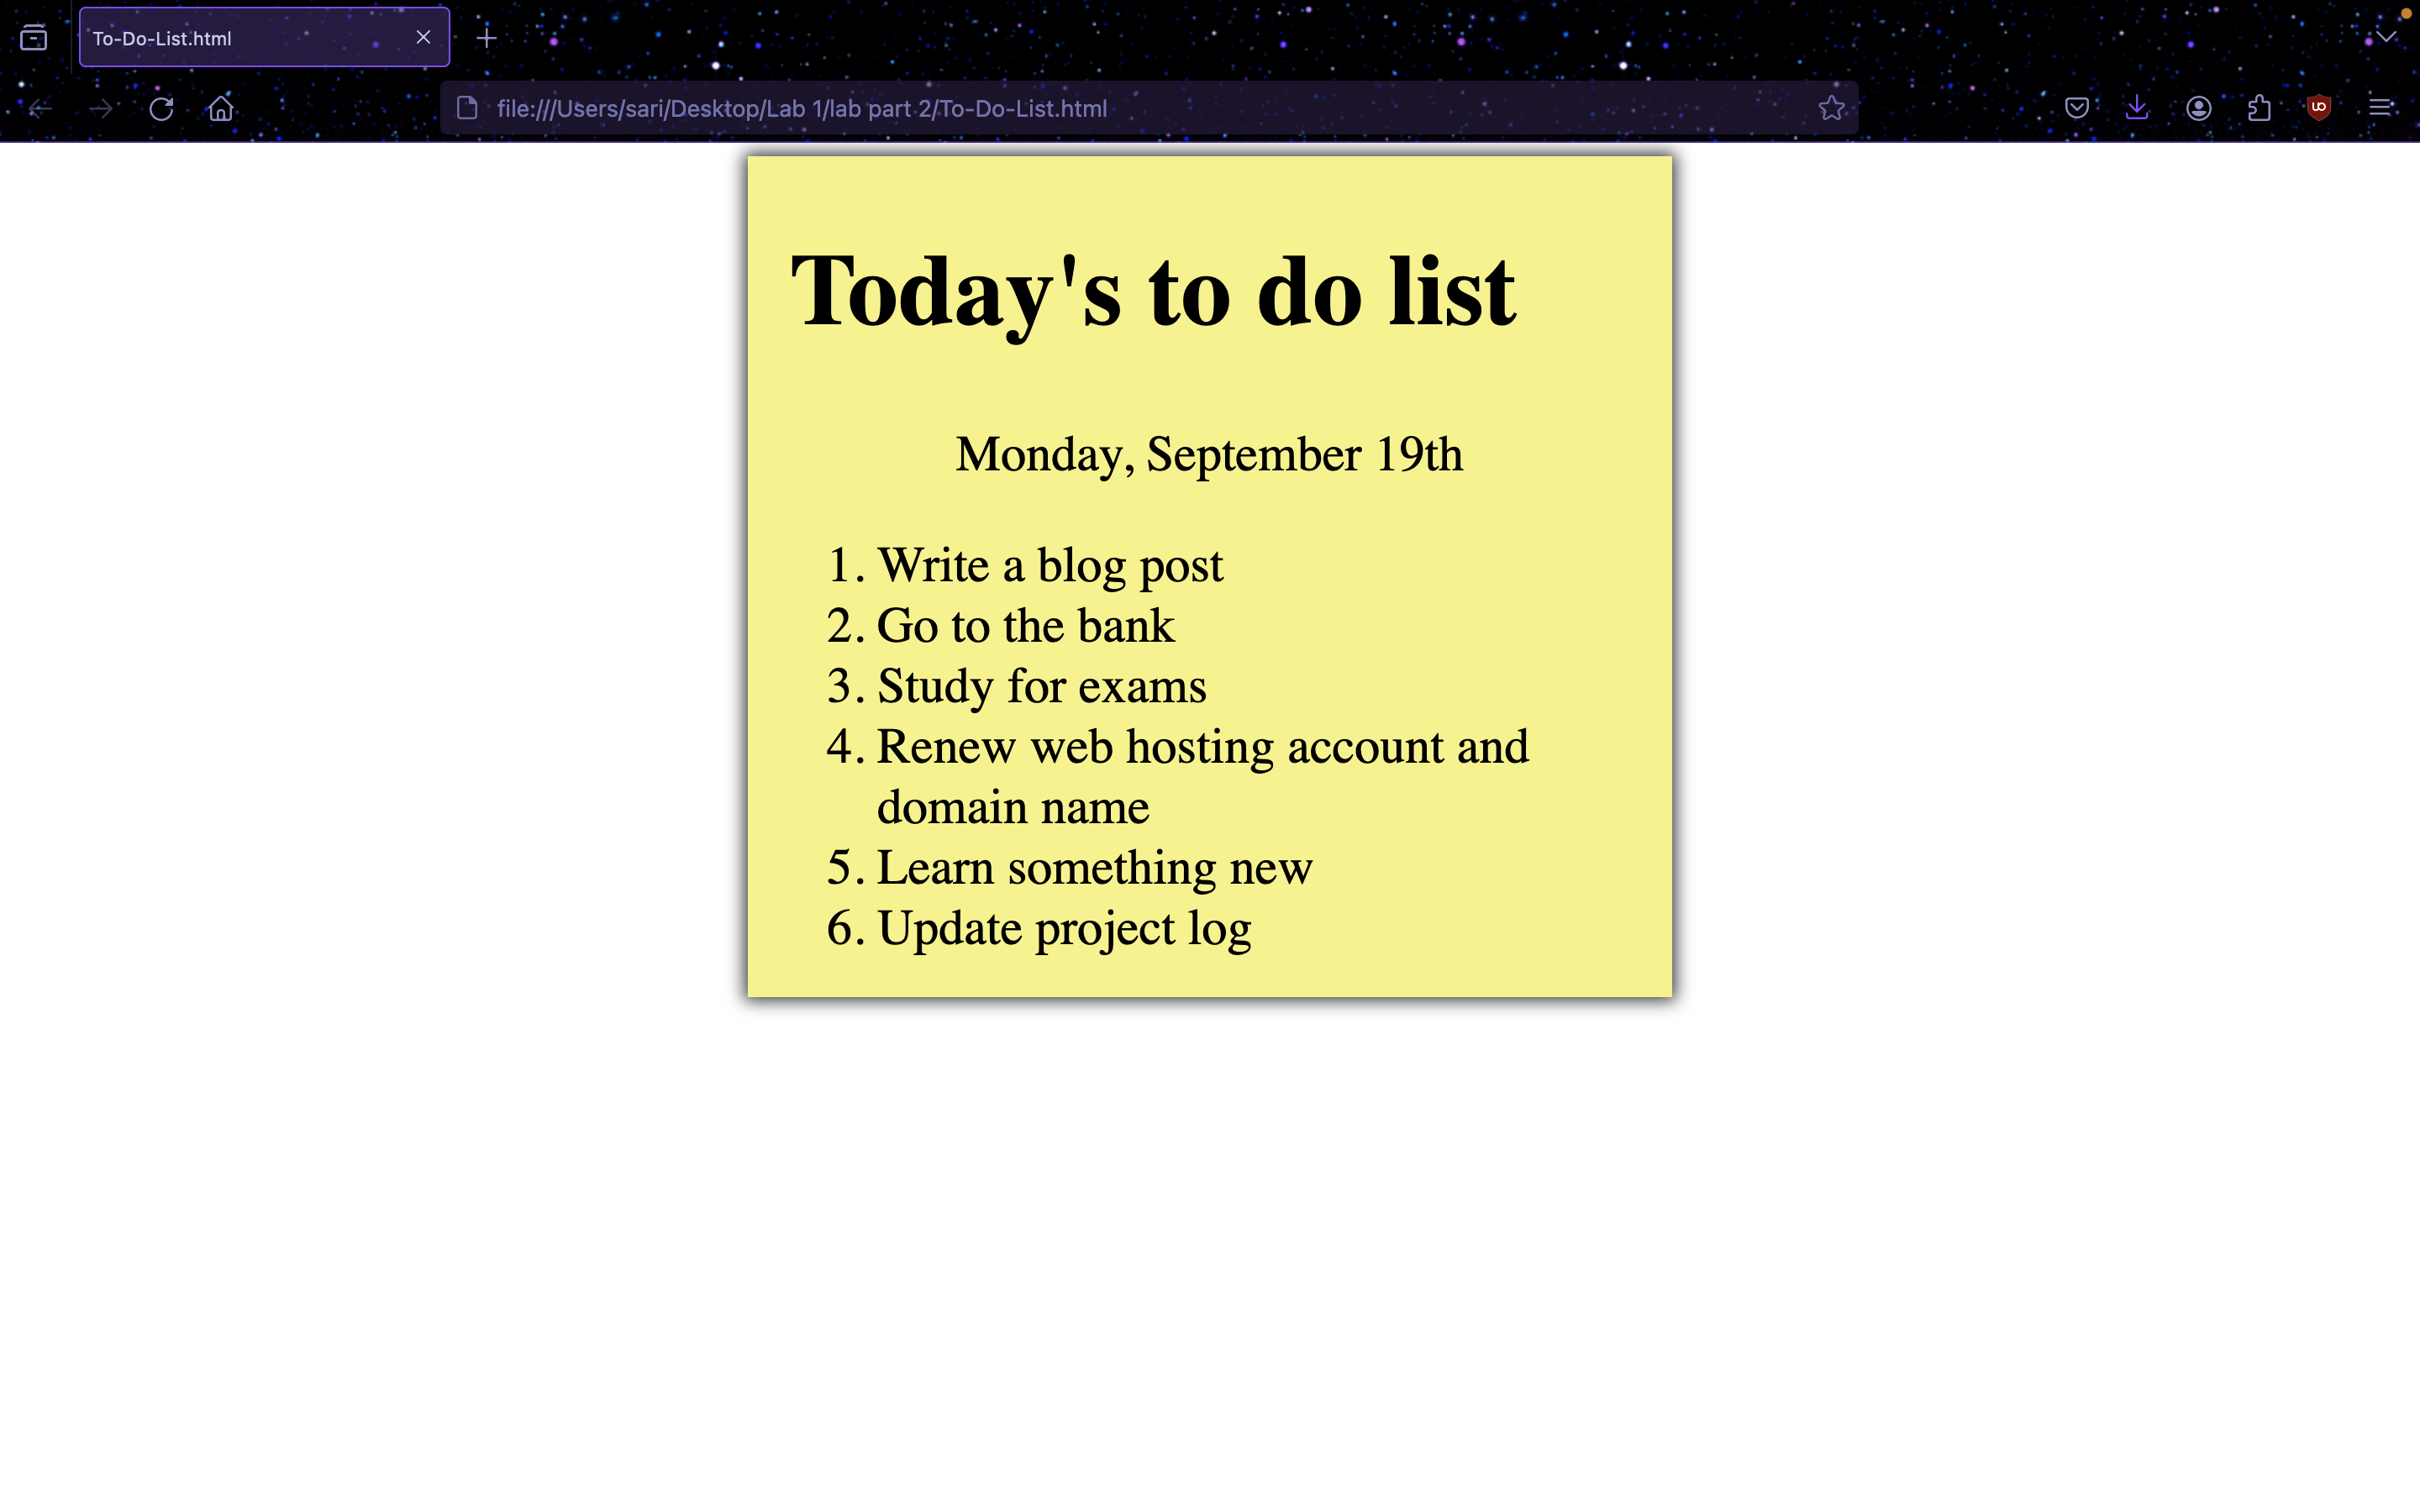 To-Do-List.html
file:///Users/sari/Desktop/Lab 1/lab part 2/To-Do-List.html
Today's to do list
Monday, September 19th
1. Write a blog post
2. Go to the bank
3. Study for exams
4. Renew web hosting account and
domain name
5. Learn something new
6. Update project log